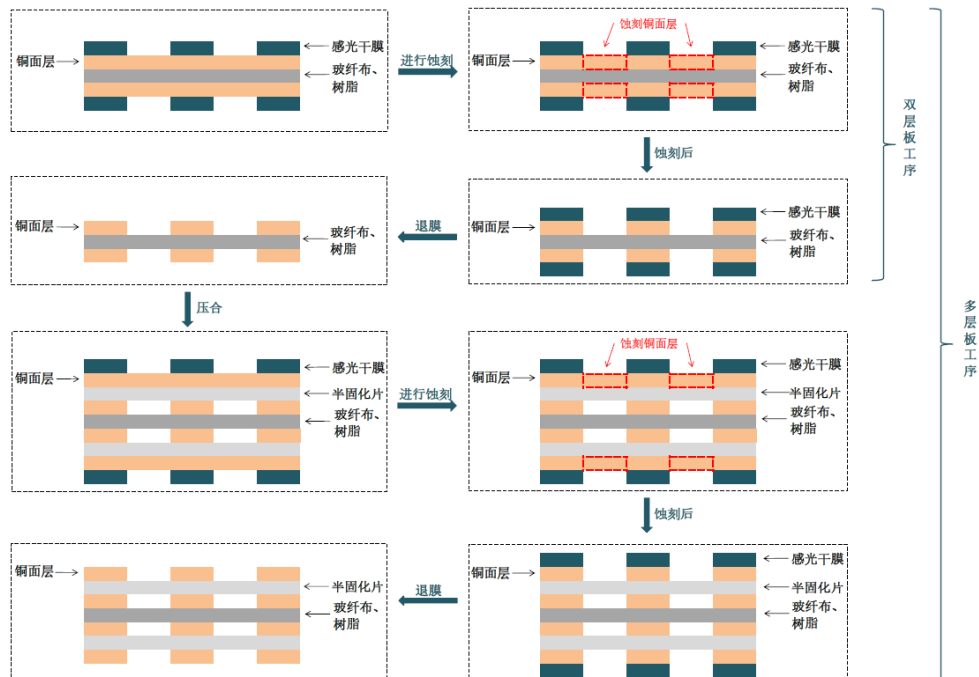 感光干膜
铜面层
玻纤布、
树脂
进行蚀刻
蚀刻铜面层
感光干膜
铜面层
玻纤布、
树脂
双层板工序
蚀刻后
铜面层
玻纤布、
树脂
退膜
感光干膜
铜面层
玻纤布、
树脂
压合
多层板工序
感光干膜
铜面层
半固化片
玻纤布、
树脂
进行蚀刻
蚀刻铜面层
感光干膜
铜面层
半固化片
玻纤布、
树脂
蚀刻后
铜面层
半固化片
玻纤布、
树脂
退膜
感光干膜
铜面层
半固化片
玻纤布、
树脂